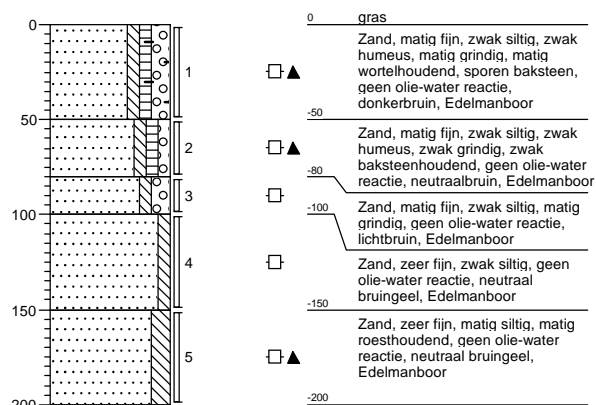 0
gras
0
Zand, matig fijn, zwak siltig, zwak
humeus, matig grindig, matig
wortelhoudend, sporen baksteen,
geen olie-water reactie,
donkerbruin, Edelmanboor
1
50
-50
Zand, matig fijn, zwak siltig, zwak
humeus, zwak grindig, zwak
baksteenhoudend, geen olie-water
reactie, neutraalbruin, Edelmanboor
2
-80
3
Zand, matig fijn, zwak siltig, matig
grindig, geen olie-water reactie,
lichtbruin, Edelmanboor
100
-100
4
Zand, zeer fijn, zwak siltig, geen
olie-water reactie, neutraal
bruingeel, Edelmanboor
150
-150
Zand, zeer fijn, matig siltig, matig
roesthoudend, geen olie-water
reactie, neutraal bruingeel,
Edelmanboor
5
200
-200